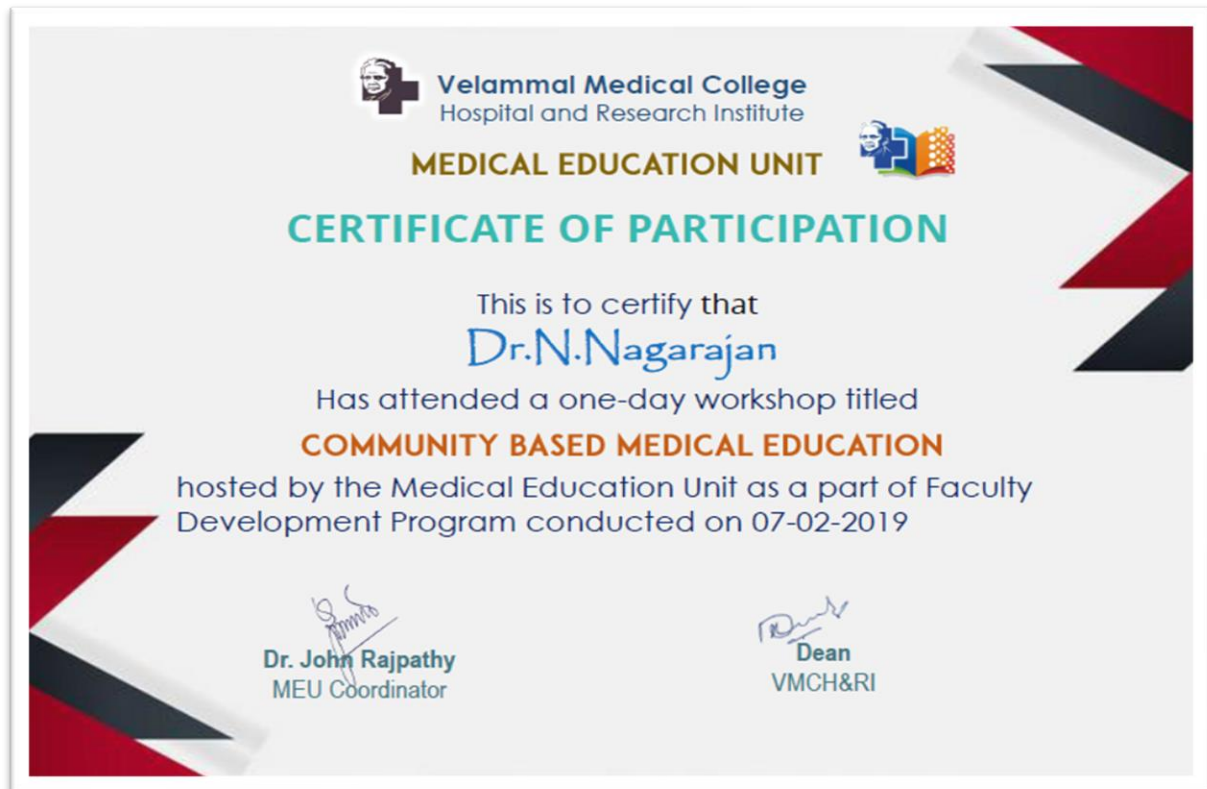 Velammal Medical College
Hospital and Research Institute
MEDICAL EDUCATION UNIT
CERTIFICATE OF PARTICIPATION
This is to certify that
Dr.N.Nagarajan
Has attended a one-day workshop titled
COMMUNITY BASED MEDICAL EDUCATION
hosted by the Medical Education Unit as a part of Faculty
Development Program conducted on 07-02-2019
Dr. John Rajpathy
MEU Coordinator
Dean
VMCH&RI